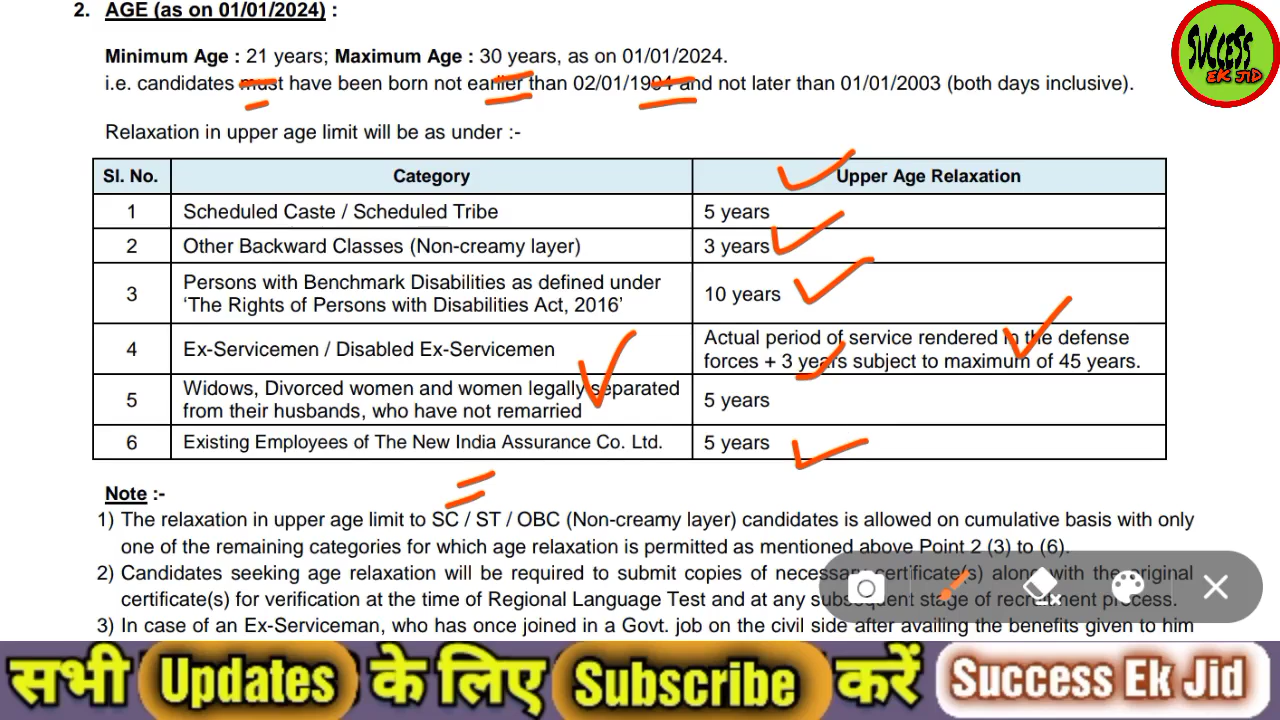 2. AGE (as on 01/01/2024) :
SUCCESS
EK JID
Minimum Age : 21 years; Maximum Age : 30 years, as on 01/01/2024.
i.e. candidates must have been born not earlier than 02/01/1994 and not later than 01/01/2003 (both days inclusive).
Relaxation in upper age limit will be as under :-
Sl. No. Category Upper Age Relaxation
1 Scheduled Caste / Scheduled Tribe 5 years
2 Other Backward Classes (Non-creamy layer) 3 years
3 Persons with Benchmark Disabilities as defined under
‘The Rights of Persons with Disabilities Act, 2016’ 10 years
4 Ex-Servicemen / Disabled Ex-Servicemen Actual period of service rendered in the defense
forces + 3 years subject to maximum of 45 years.
5 Widows, Divorced women and women legally separated
from their husbands, who have not remarried 5 years
6 Existing Employees of The New India Assurance Co. Ltd. 5 years
Note :-
1) The relaxation in upper age limit to SC / ST / OBC (Non-creamy layer) candidates is allowed on cumulative basis with only
one of the remaining categories for which age relaxation is permitted as mentioned above Point 2 (3) to (6).
2) Candidates seeking age relaxation will be required to submit copies of necessary certificate(s) along with the original
certificate(s) for verification at the time of Regional Language Test and at any subsequent stage of recruitment process.
3) In case of an Ex-Serviceman, who has once joined in a Govt. job on the civil side after availing the benefits given to him
सभी Updates के लिए Subscribe करें Success Ek Jid